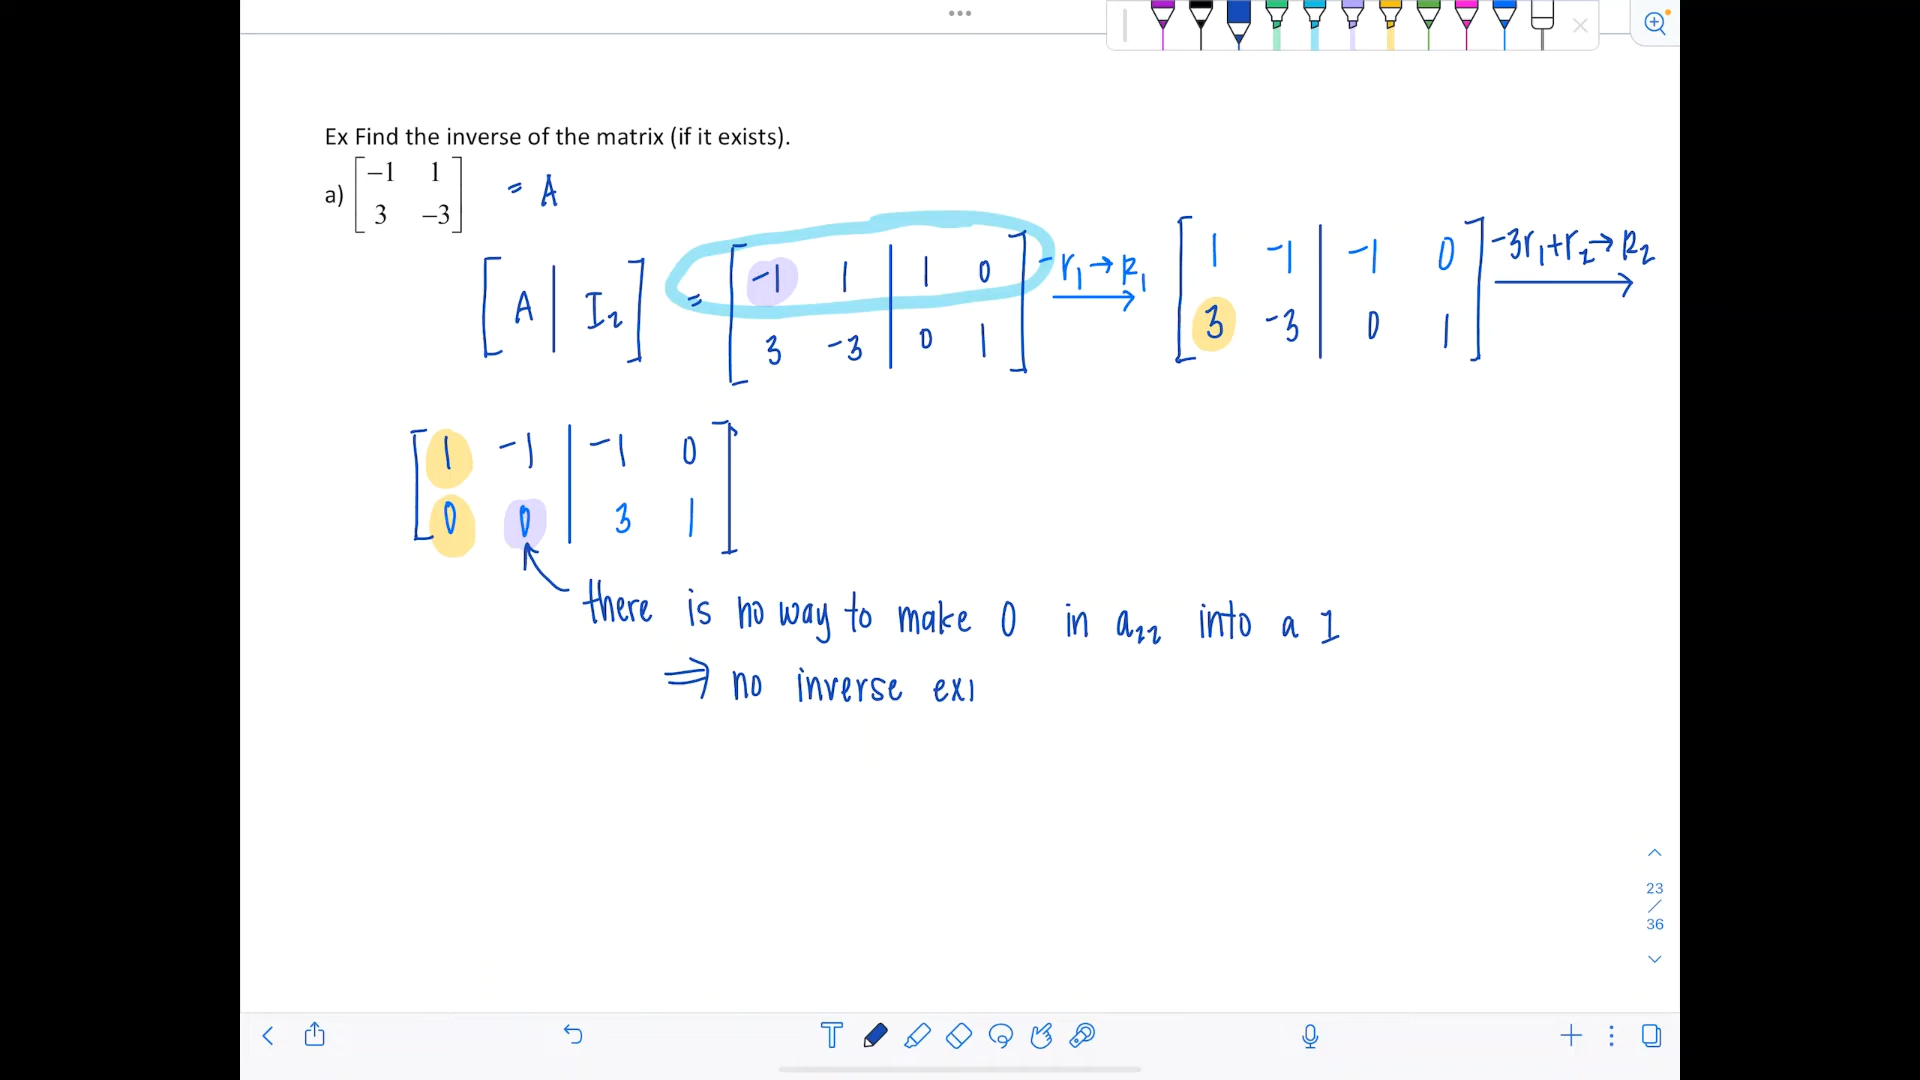 Ex Find the inverse of the matrix (if it exists).
a) [ −1 1 ] = A
[ 3 −3 ]
[ A | I₂ ] = [ -1 1 | 1 0 ] -r₁→R₁ [ 1 -1 | -1 0 ] -3r₁+r₂→R₂
[ 3 -3 | 0 1 ] [ 3 -3 | 0 1 ]
[ 1 -1 | -1 0 ]
[ 0 0 | 3 1 ]
there is no way to make 0 in a₂₂ into a 1
⇒ no inverse exi
23
/
36